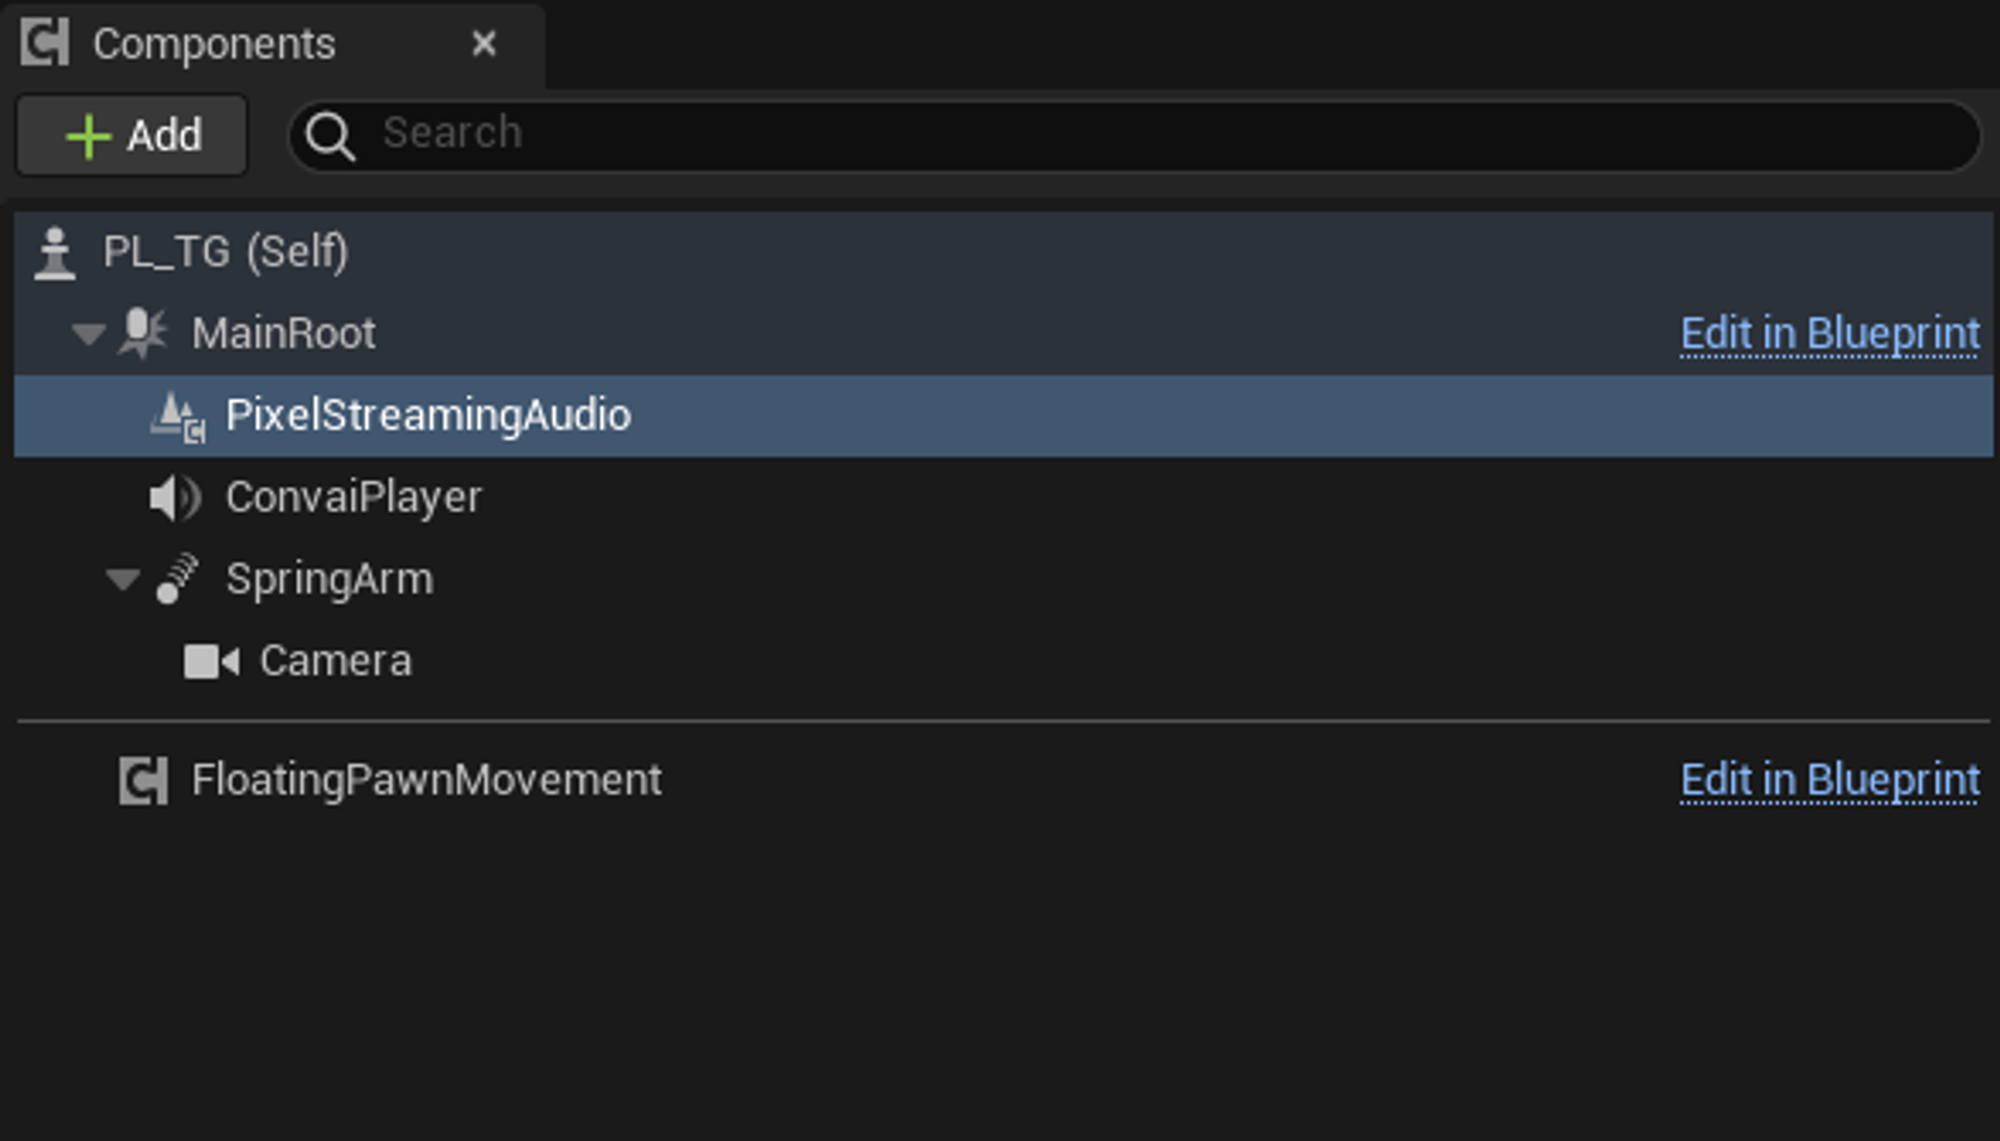 Components
Add
Search
PL_TG (Self)
MainRoot Edit in Blueprint
PixelStreamingAudio
ConvaiPlayer
SpringArm
Camera
FloatingPawnMovement Edit in Blueprint